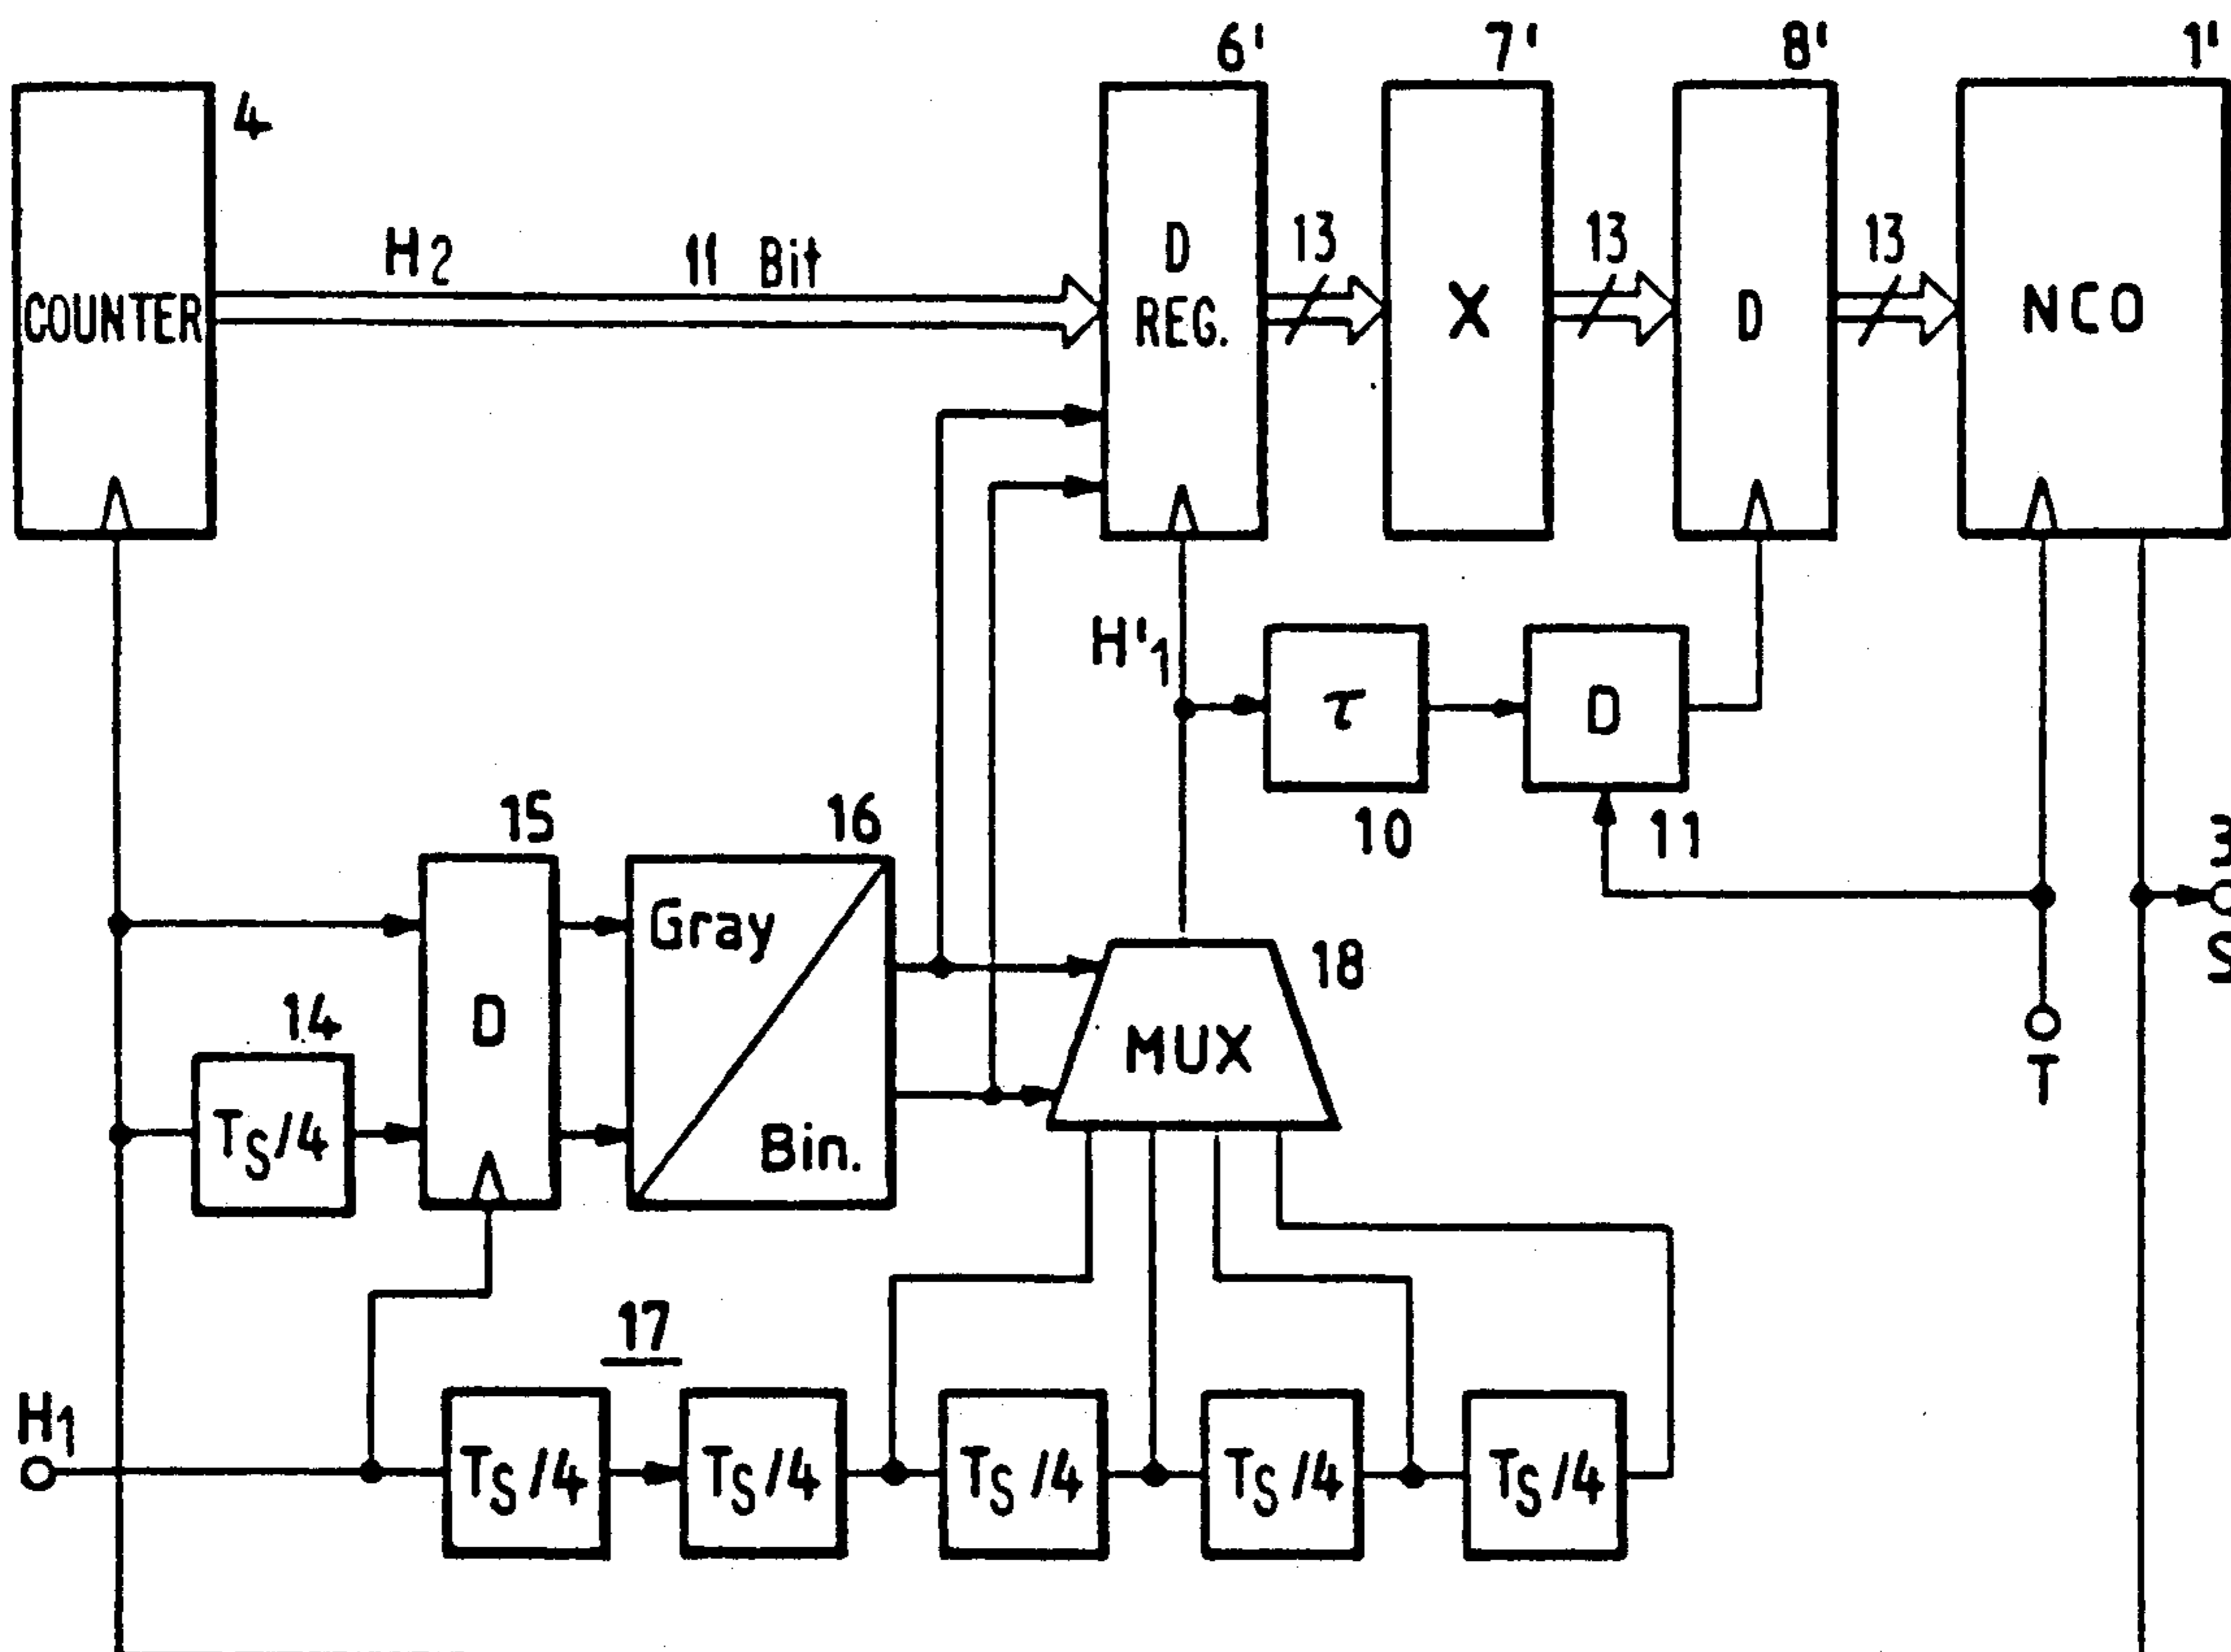 6'
7'
8'
1'
4
COUNTER
H2
11 Bit
D
REG.
13
X
13
D
13
NCO
H'1
τ
D
10
11
3
S
T
15
16
Gray
Bin.
D
14
TS/4
18
MUX
17
H1
TS/4
TS/4
TS/4
TS/4
TS/4